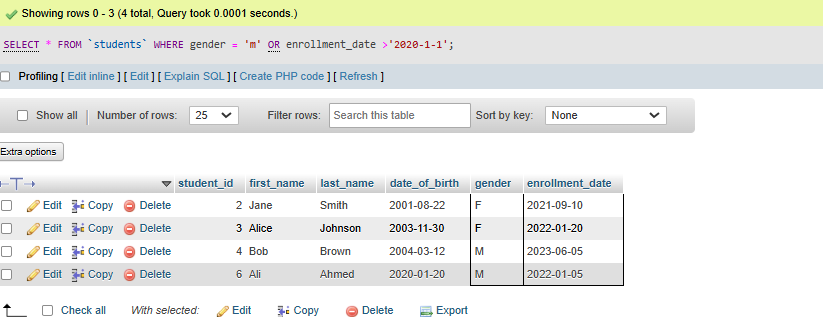 Showing rows 0 - 3 (4 total, Query took 0.0001 seconds.)
SELECT * FROM `students` WHERE gender = 'm' OR enrollment_date >'2020-1-1';
Profiling [ Edit inline ] [ Edit ] [ Explain SQL ] [ Create PHP code ] [ Refresh ]
Show all Number of rows: 25 Filter rows: Search this table Sort by key: None
Extra options
student_id first_name last_name date_of_birth gender enrollment_date
Edit Copy Delete 2 Jane Smith 2001-08-22 F 2021-09-10
Edit Copy Delete 3 Alice Johnson 2003-11-30 F 2022-01-20
Edit Copy Delete 4 Bob Brown 2004-03-12 M 2023-06-05
Edit Copy Delete 6 Ali Ahmed 2020-01-20 M 2022-01-05
Check all With selected: Edit Copy Delete Export